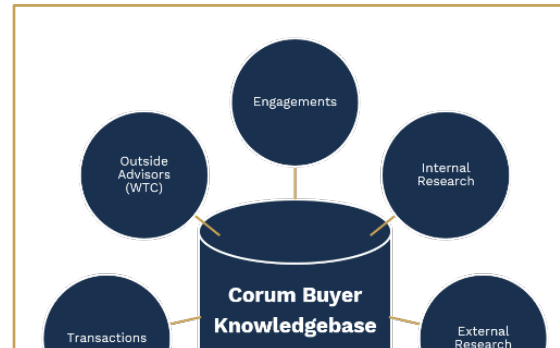 Engagements
Outside
Advisors
(WTC)
Internal
Research
Corum Buyer
Knowledgebase
Transactions
External
Research